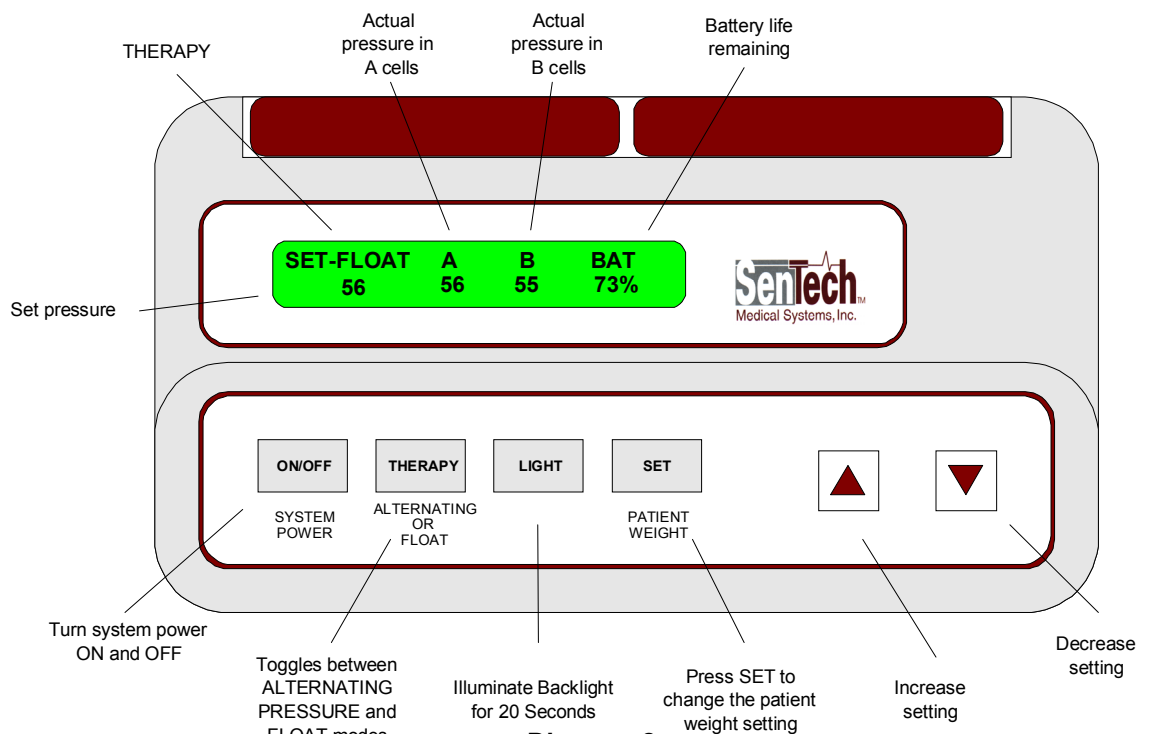 Actual
pressure in
A cells
Actual
pressure in
B cells
Battery life
remaining
THERAPY
SET-FLOAT A B BAT
56 56 55 73%
SenTech TM
Medical Systems, Inc.
Set pressure
ON/OFF THERAPY LIGHT SET
SYSTEM
POWER
ALTERNATING
OR
FLOAT
PATIENT
WEIGHT
Turn system power
ON and OFF
Toggles between
ALTERNATING
PRESSURE and
FLOAT modes
Illuminate Backlight
for 20 Seconds
Press SET to
change the patient
weight setting
Increase
setting
Decrease
setting